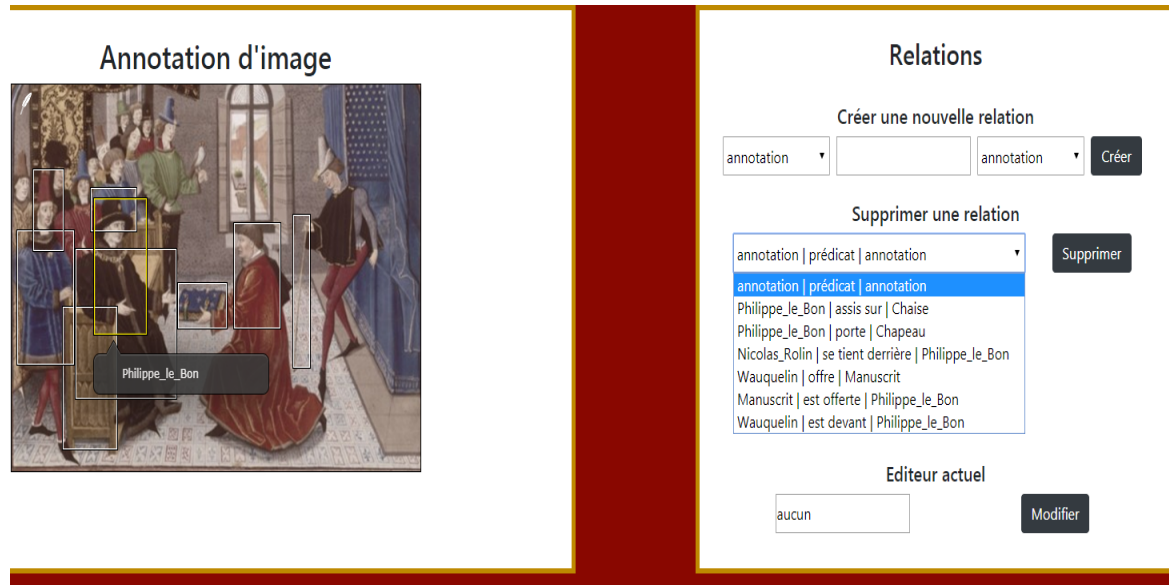 Annotation d'image
Philippe_le_Bon
Relations
Créer une nouvelle relation
annotation annotation Créer
Supprimer une relation
annotation | prédicat | annotation Supprimer
annotation | prédicat | annotation
Philippe_le_Bon | assis sur | Chaise
Philippe_le_Bon | porte | Chapeau
Nicolas_Rolin | se tient derrière | Philippe_le_Bon
Wauquelin | offre | Manuscrit
Manuscrit | est offerte | Philippe_le_Bon
Wauquelin | est devant | Philippe_le_Bon
Editeur actuel
aucun Modifier